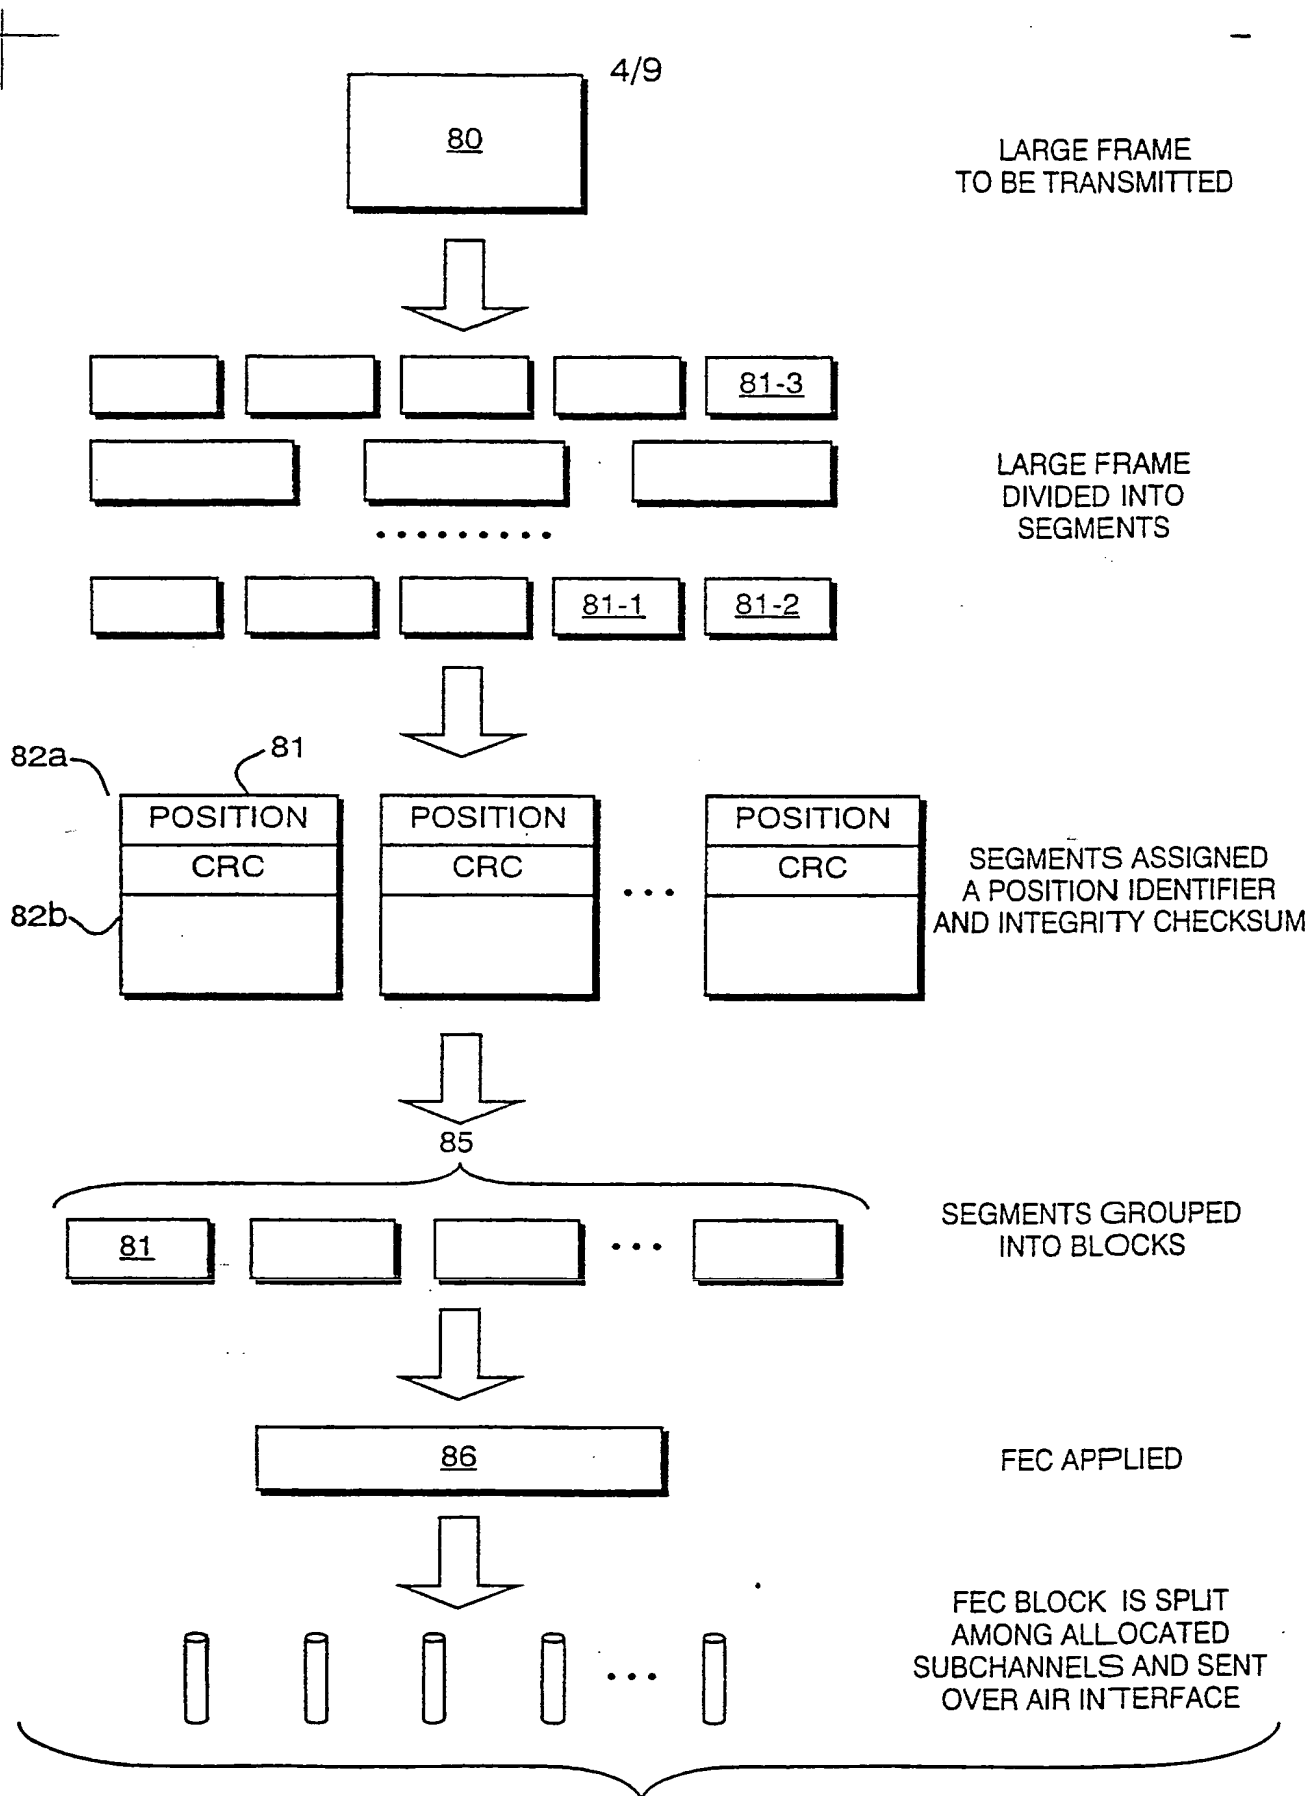 4/9
80
LARGE FRAME
TO BE TRANSMITTED
81-3
LARGE FRAME
DIVIDED INTO
SEGMENTS
81-1
81-2
82a
81
POSITION
POSITION
POSITION
CRC
CRC
CRC
...
82b
SEGMENTS ASSIGNED
A POSITION IDENTIFIER
AND INTEGRITY CHECKSUM
85
81
...
SEGMENTS GROUPED
INTO BLOCKS
86
FEC APPLIED
...
FEC BLOCK IS SPLIT
AMONG ALLOCATED
SUBCHANNELS AND SENT
OVER AIR INTERFACE